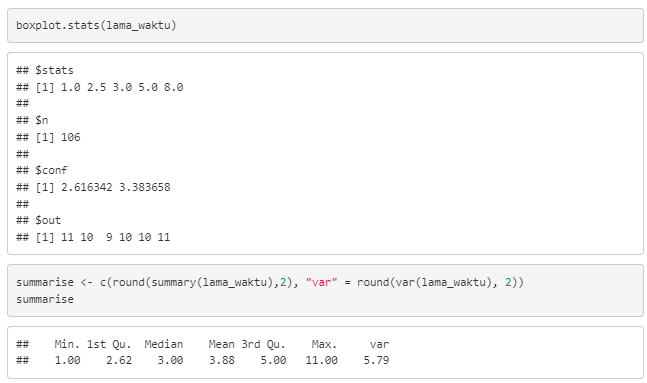 boxplot.stats(lama_waktu)
## $stats
## [1] 1.0 2.5 3.0 5.0 8.0
##
## $n
## [1] 106
##
## $conf
## [1] 2.616342 3.383658
##
## $out
## [1] 11 10  9 10 10 11
summarise <- c(round(summary(lama_waktu),2), "var" = round(var(lama_waktu), 2))
summarise
##    Min. 1st Qu.  Median    Mean 3rd Qu.    Max.     var
##    1.00    2.62    3.00    3.88    5.00   11.00    5.79